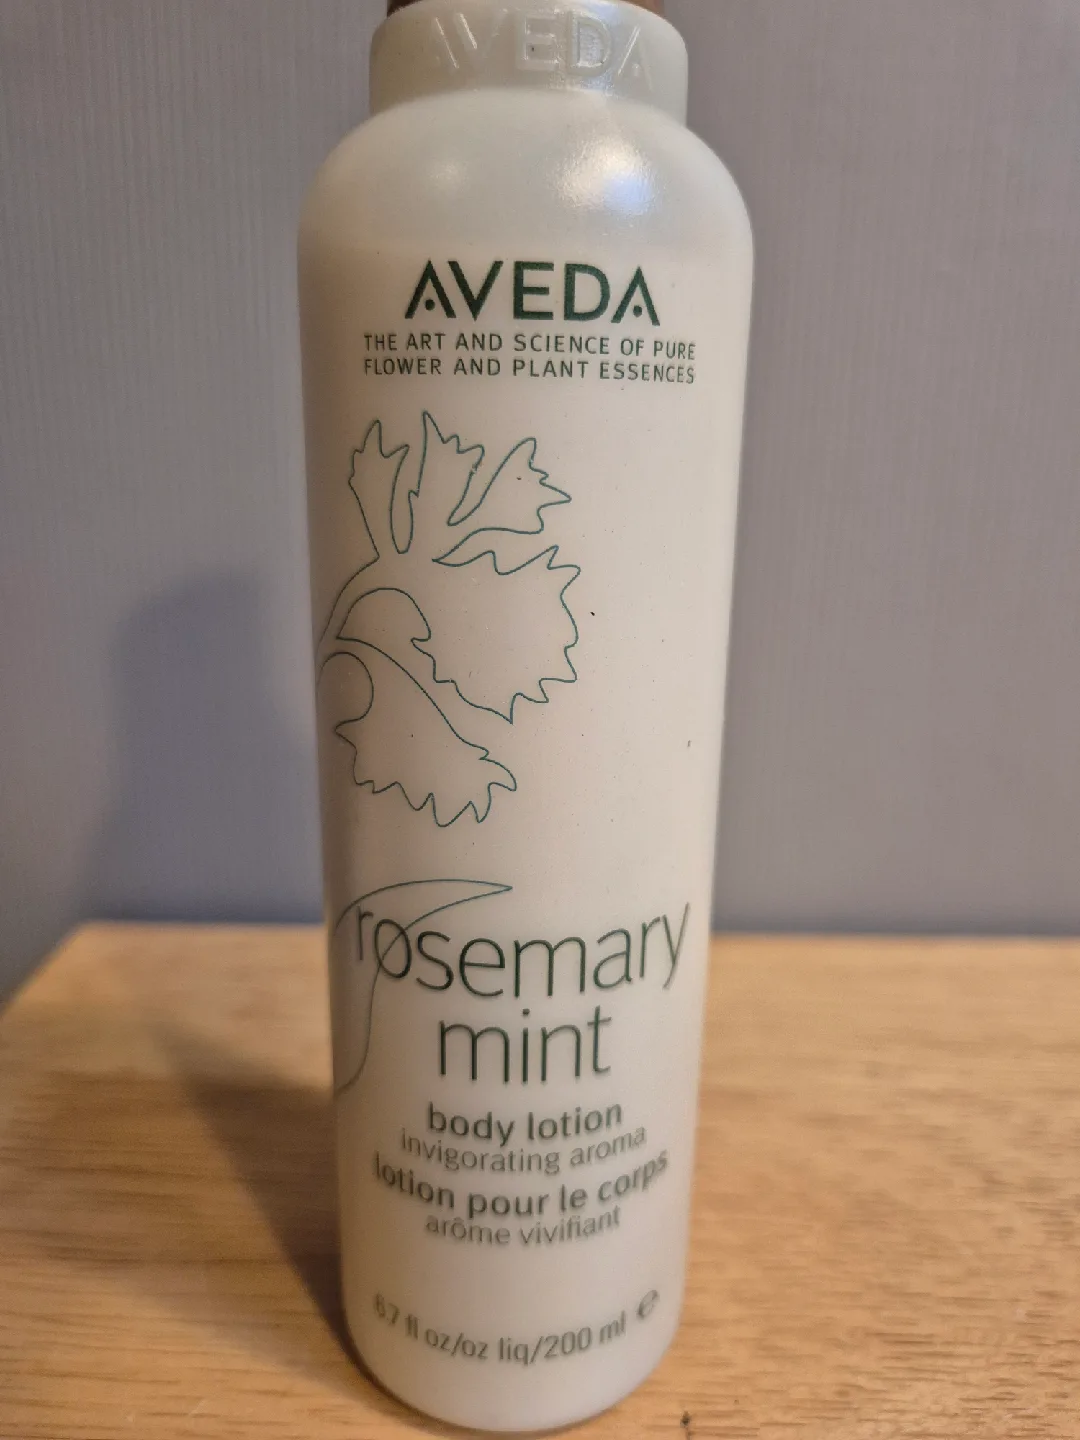 AVEDA
AVEDA
THE ART AND SCIENCE OF PURE
FLOWER AND PLANT ESSENCES
rosemary
mint
body lotion
invigorating aroma
lotion pour le corps
arôme vivifiant
6.7 fl oz/oz liq/200 ml e